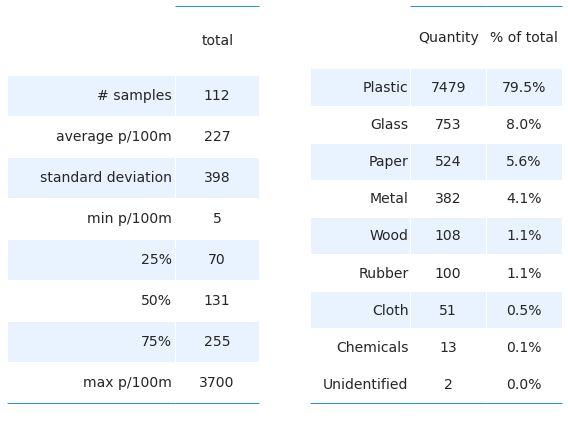 total
# samples 112
average p/100m 227
standard deviation 398
min p/100m 5
25% 70
50% 131
75% 255
max p/100m 3700
Quantity % of total
Plastic 7479 79.5%
Glass 753 8.0%
Paper 524 5.6%
Metal 382 4.1%
Wood 108 1.1%
Rubber 100 1.1%
Cloth 51 0.5%
Chemicals 13 0.1%
Unidentified 2 0.0%